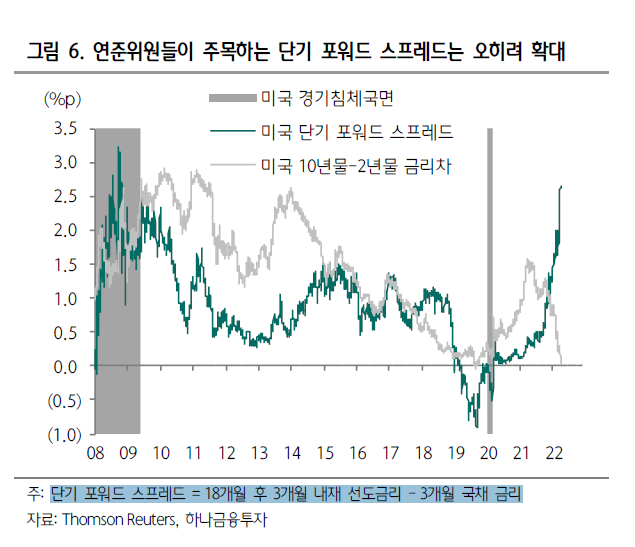 그림 6. 연준위원들이 주목하는 단기 포워드 스프레드는 오히려 확대
(%p)
미국 경기침체국면
미국 단기 포워드 스프레드
미국 10년물-2년물 금리차
3.5
3.0
2.5
2.0
1.5
1.0
0.5
0.0
(0.5)
(1.0)
08 09 10 11 12 13 14 15 16 17 18 19 20 21 22
주: 단기 포워드 스프레드 = 18개월 후 3개월 내재 선도금리 - 3개월 국채 금리
자료: Thomson Reuters, 하나금융투자